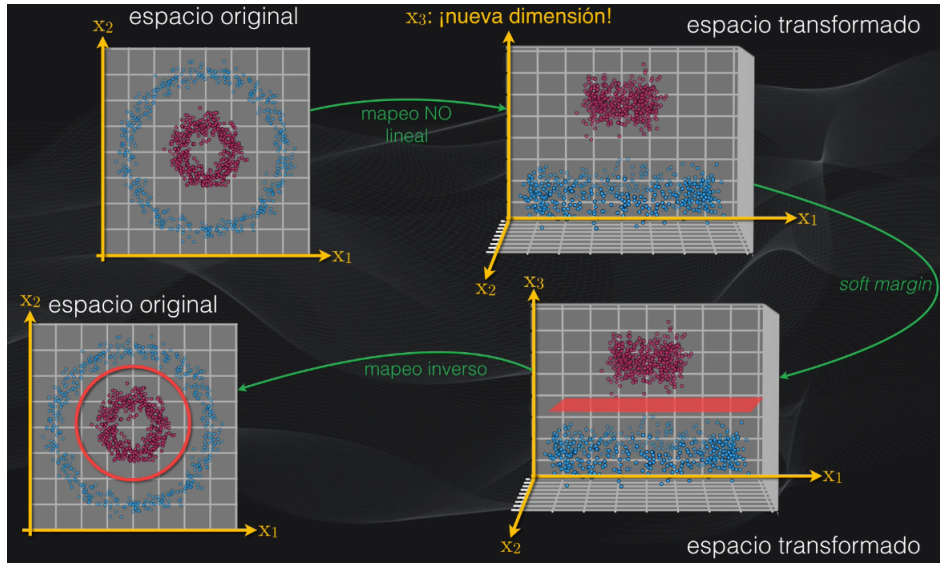 espacio original
x₃: ¡nueva dimensión!
espacio transformado
x₂
mapeo NO
lineal
x₁
x₁
x₂
soft margin
x₂
espacio original
x₃
mapeo inverso
x₁
x₁
x₂
espacio transformado